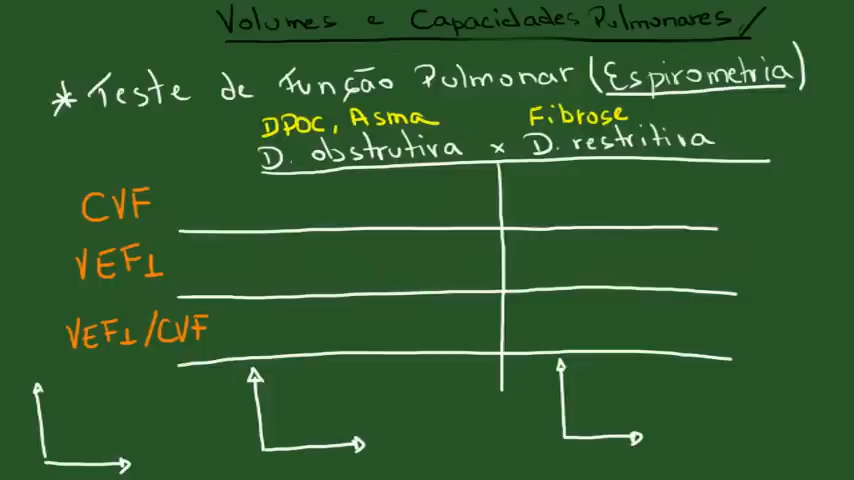 Volumes e Capacidades Pulmonares
* Teste de Função Pulmonar (Espirometria)
DPOC, Asma Fibrose
D. obstrutiva x D. restritiva
CVF
VEF1
VEF1/CVF